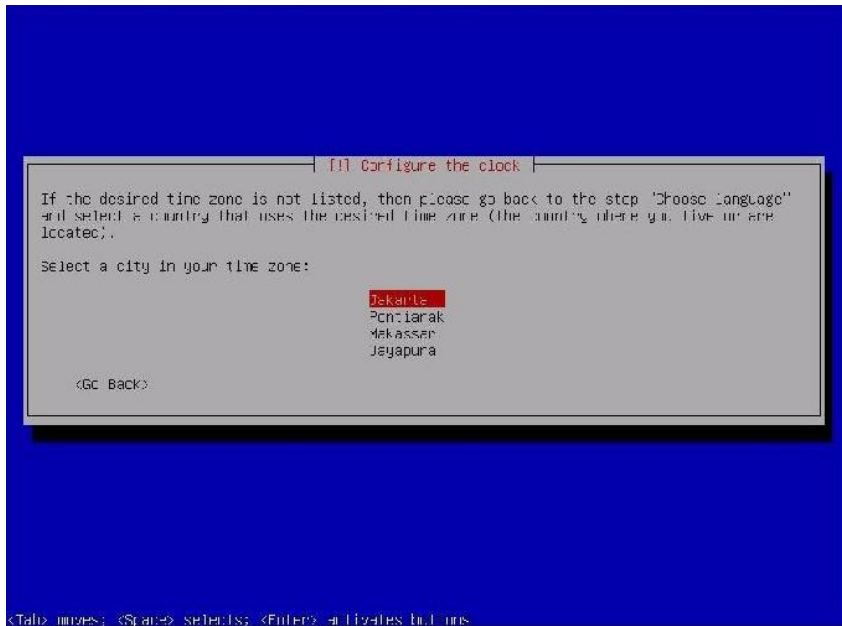 [!] Configure the clock
If the desired time zone is not listed, then please go back to the step "Choose language"
and select a country that uses the desired time zone (the country where you live or are
located).
Select a city in your time zone:
Jakarta
Pontianak
Makassar
Jayapura
<Go Back>
<Tab> moves; <Space> selects; <Enter> activates buttons